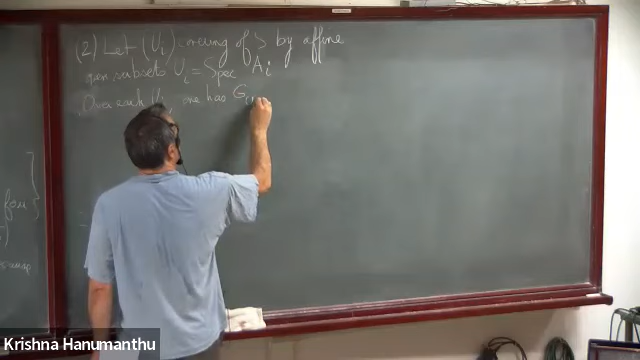 (2) Let (Ui) covering of S by affine
open subsets Ui = Spec Ai
Over each Ui, one has G
Krishna Hanumanthu